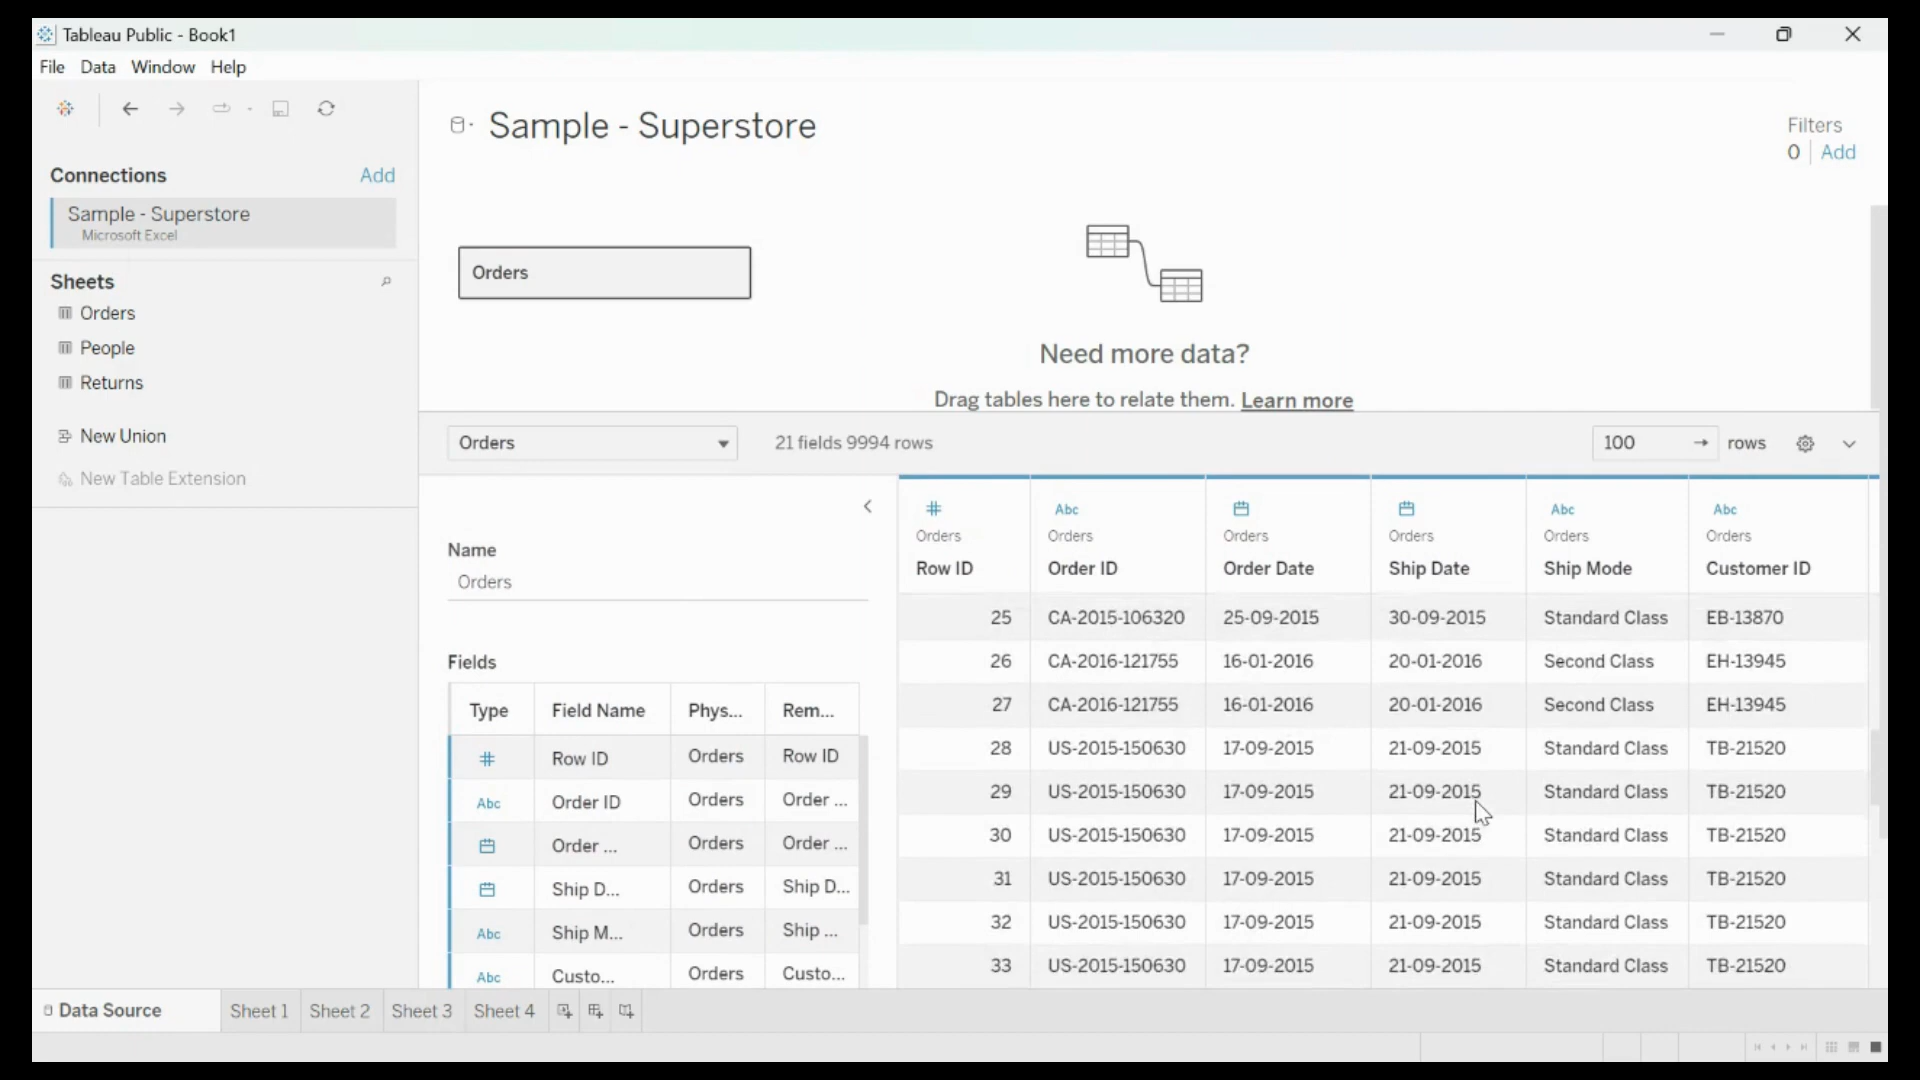 Tableau Public - Book1
File Data Window Help
Connections Add
Sample - Superstore
Microsoft Excel
Sheets
Orders
People
Returns
New Union
New Table Extension
Sample - Superstore
Filters
0 Add
Orders
Need more data?
Drag tables here to relate them. Learn more
Orders 21 fields 9994 rows 100 → rows
Name
Orders
Fields
Type Field Name Phys... Rem...
# Row ID Orders Row ID
Abc Order ID Orders Order ...
Order ... Orders Order ...
Ship D... Orders Ship D...
Abc Ship M... Orders Ship ...
Abc Custo... Orders Custo...
# Abc Abc Abc
Orders Orders Orders Orders Orders Orders
Row ID Order ID Order Date Ship Date Ship Mode Customer ID
25 CA-2015-106320 25-09-2015 30-09-2015 Standard Class EB-13870
26 CA-2016-121755 16-01-2016 20-01-2016 Second Class EH-13945
27 CA-2016-121755 16-01-2016 20-01-2016 Second Class EH-13945
28 US-2015-150630 17-09-2015 21-09-2015 Standard Class TB-21520
29 US-2015-150630 17-09-2015 21-09-2015 Standard Class TB-21520
30 US-2015-150630 17-09-2015 21-09-2015 Standard Class TB-21520
31 US-2015-150630 17-09-2015 21-09-2015 Standard Class TB-21520
32 US-2015-150630 17-09-2015 21-09-2015 Standard Class TB-21520
33 US-2015-150630 17-09-2015 21-09-2015 Standard Class TB-21520
Data Source Sheet 1 Sheet 2 Sheet 3 Sheet 4